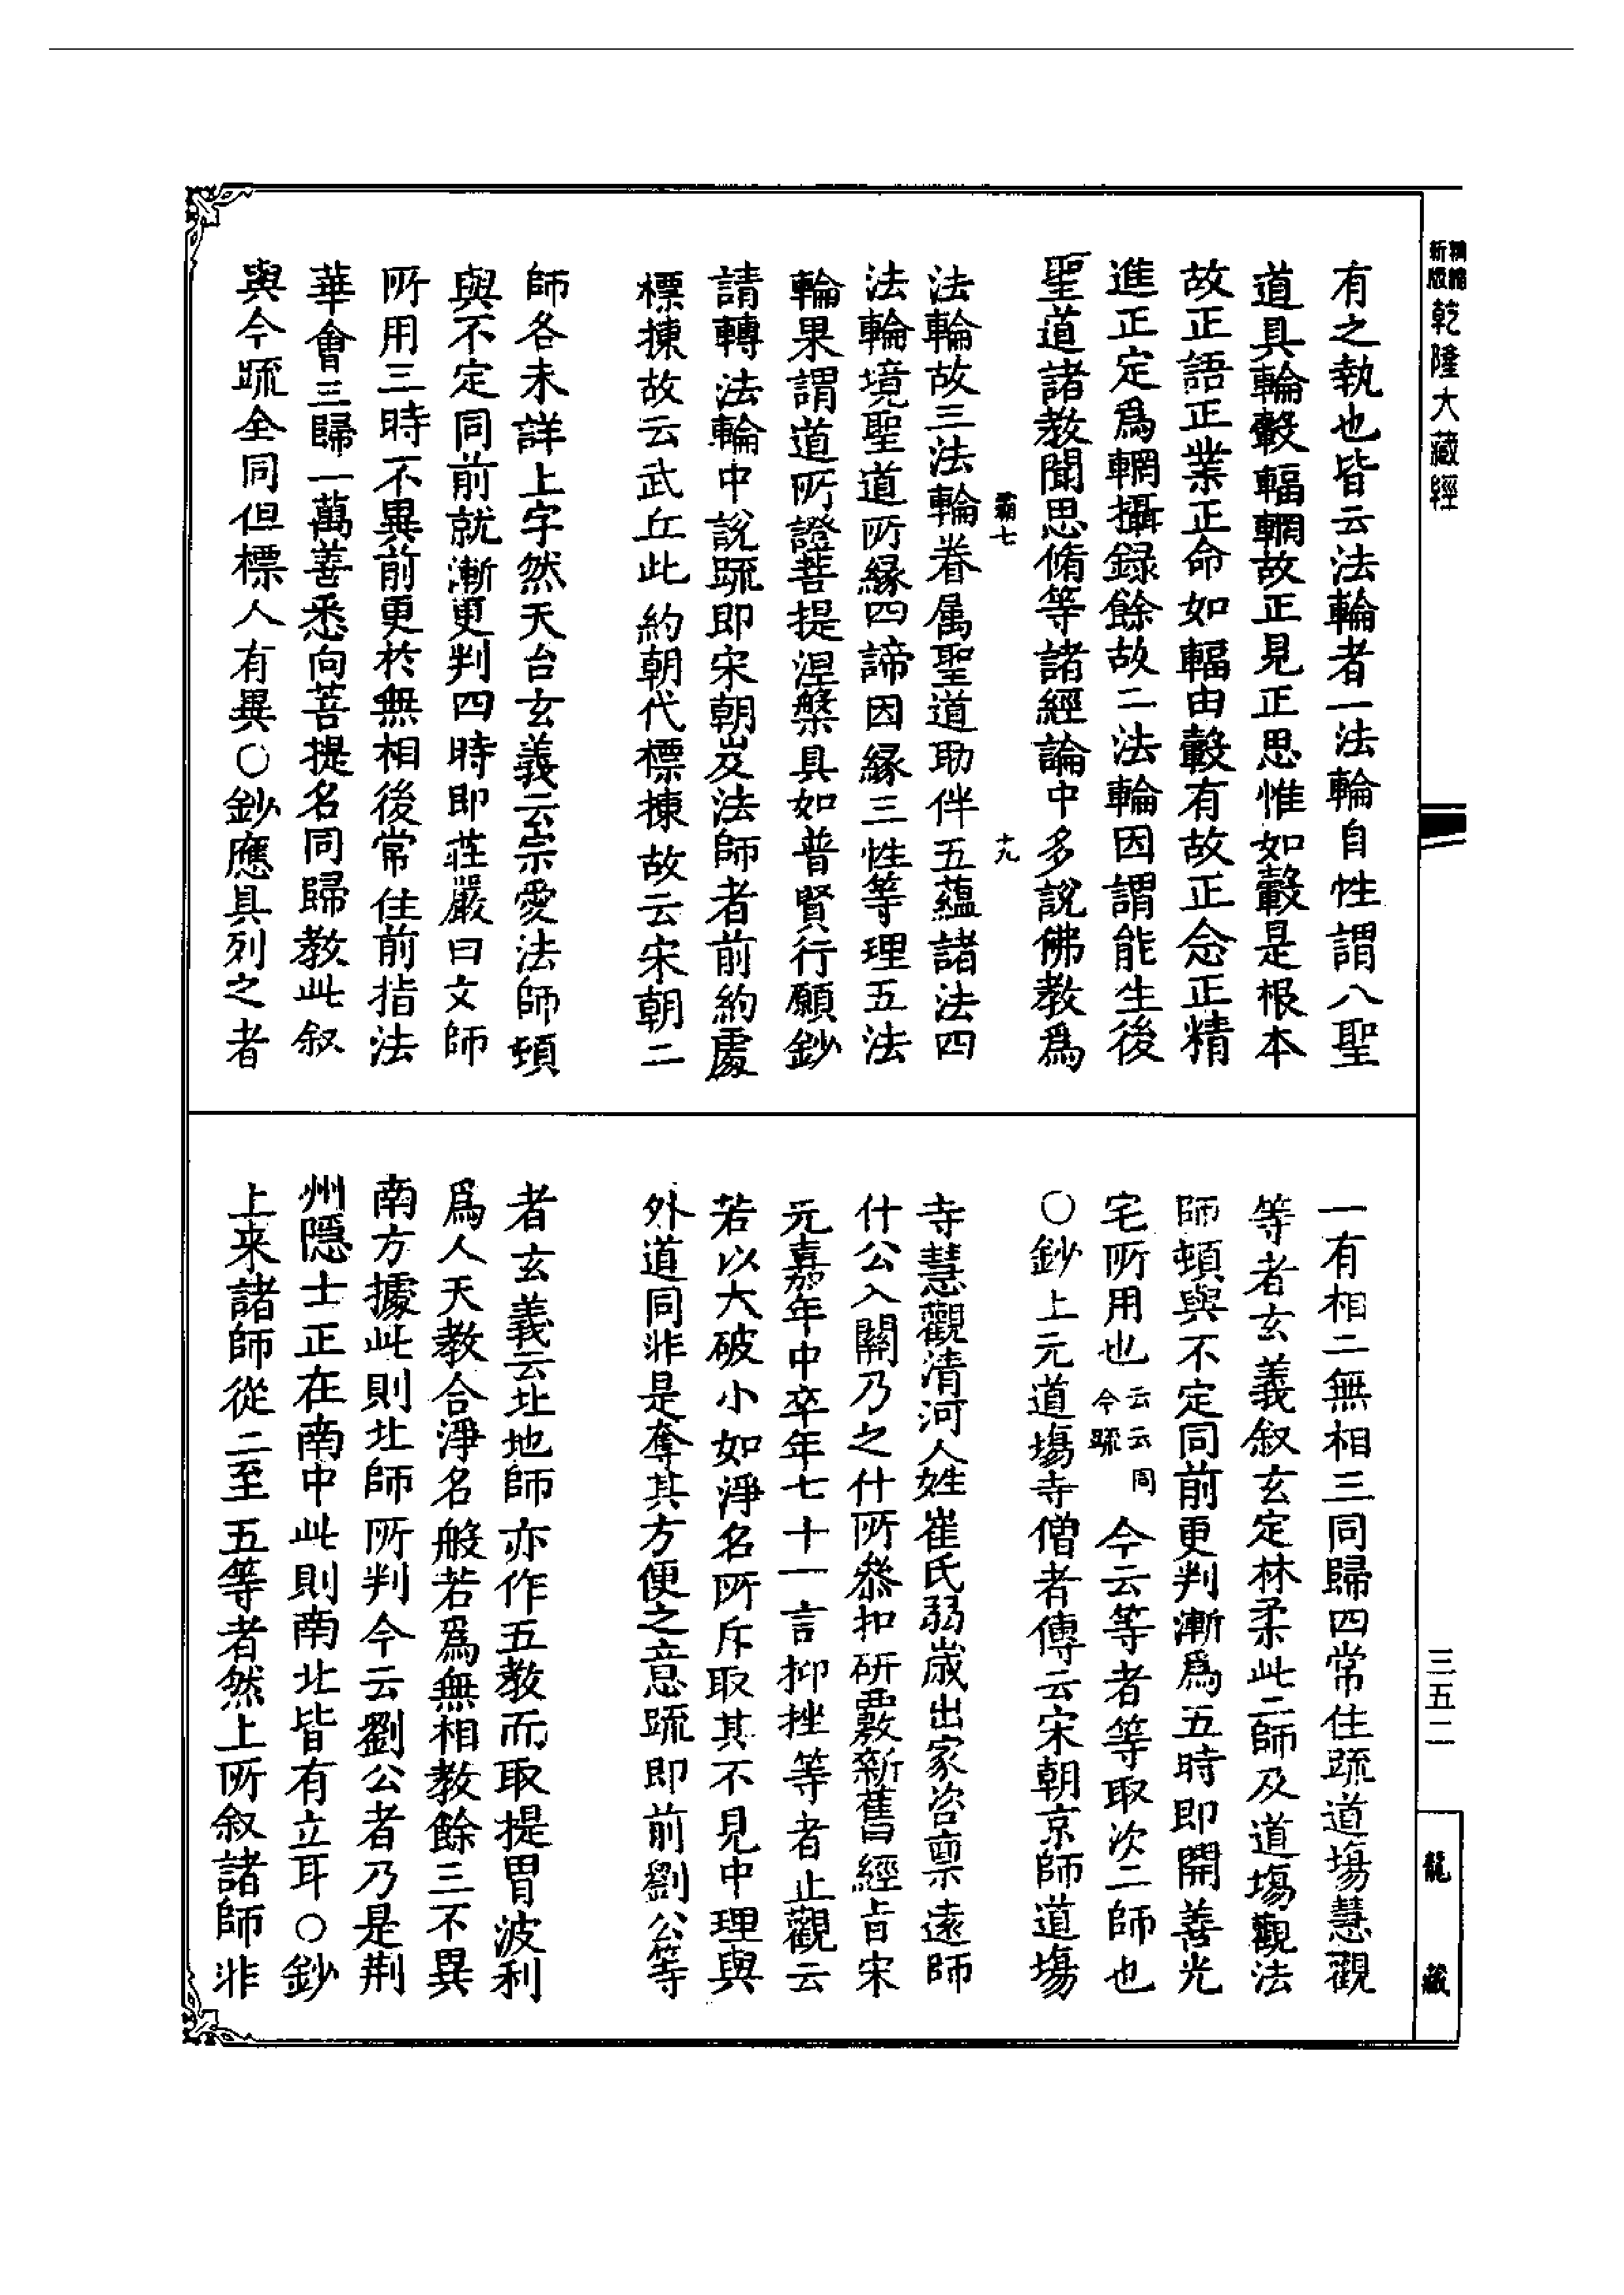 新編縮版乾隆大藏經
有之執也皆云法輪者一法輪自性謂八聖
道具輪轂輻輞故正見正思惟如轂是根本
故正語正業正命如輻由轂有故正念正精
進正定爲輞攝録餘故二法輪因謂能生後
聖道諸教聞思脩等諸經論中多説佛教爲
霸七 十九
法輪故三法輪眷属聖道助伴五蘊諸法四
法輪境聖道所縁四諦因縁三性等理五法
輪果謂道所證菩提涅槃具如普賢行願鈔
請轉法輪中說疏即宋朝岌法師者前約處
標揀故云武丘此約朝代標揀故云宋朝二
師各未詳上字然天台玄義云宗愛法師頓
與不定同前就漸更判四時即莊嚴曰文師
所用三時不異前更於無相後常住前指法
華會三歸一萬善悉向菩提名同歸教此叙
與今疏全同但標人有異○鈔應具列之者
一有相二無相三同歸四常住疏道場慧觀
等者玄義叙玄定林柔此二師及道場觀法
師頓與不定同前更判漸爲五時即開善光
宅所用也云云同今疏今云等者等取次二師也
○鈔上元道場寺僧者傳云宋朝京師道場
寺慧觀清河人姓崔氏弱歳出家咨稟遠師
什公入關乃之什所叅扣研覈新舊經旨宋
元嘉年中卒年七十一言抑挫等者止觀云
若以大破小如淨名所斥取其不見中理與
外道同非是奪其方便之意疏即前劉公等
者玄義云北地師亦作五教而取提胃波利
爲人天教合淨名般若爲無相教餘三不異
南方據此則北師所判今云劉公者乃是荆
州隱士正在南中此則南北皆有立耳○鈔
上来諸師從二至五等者然上所叙諸師非
三五二
龍藏